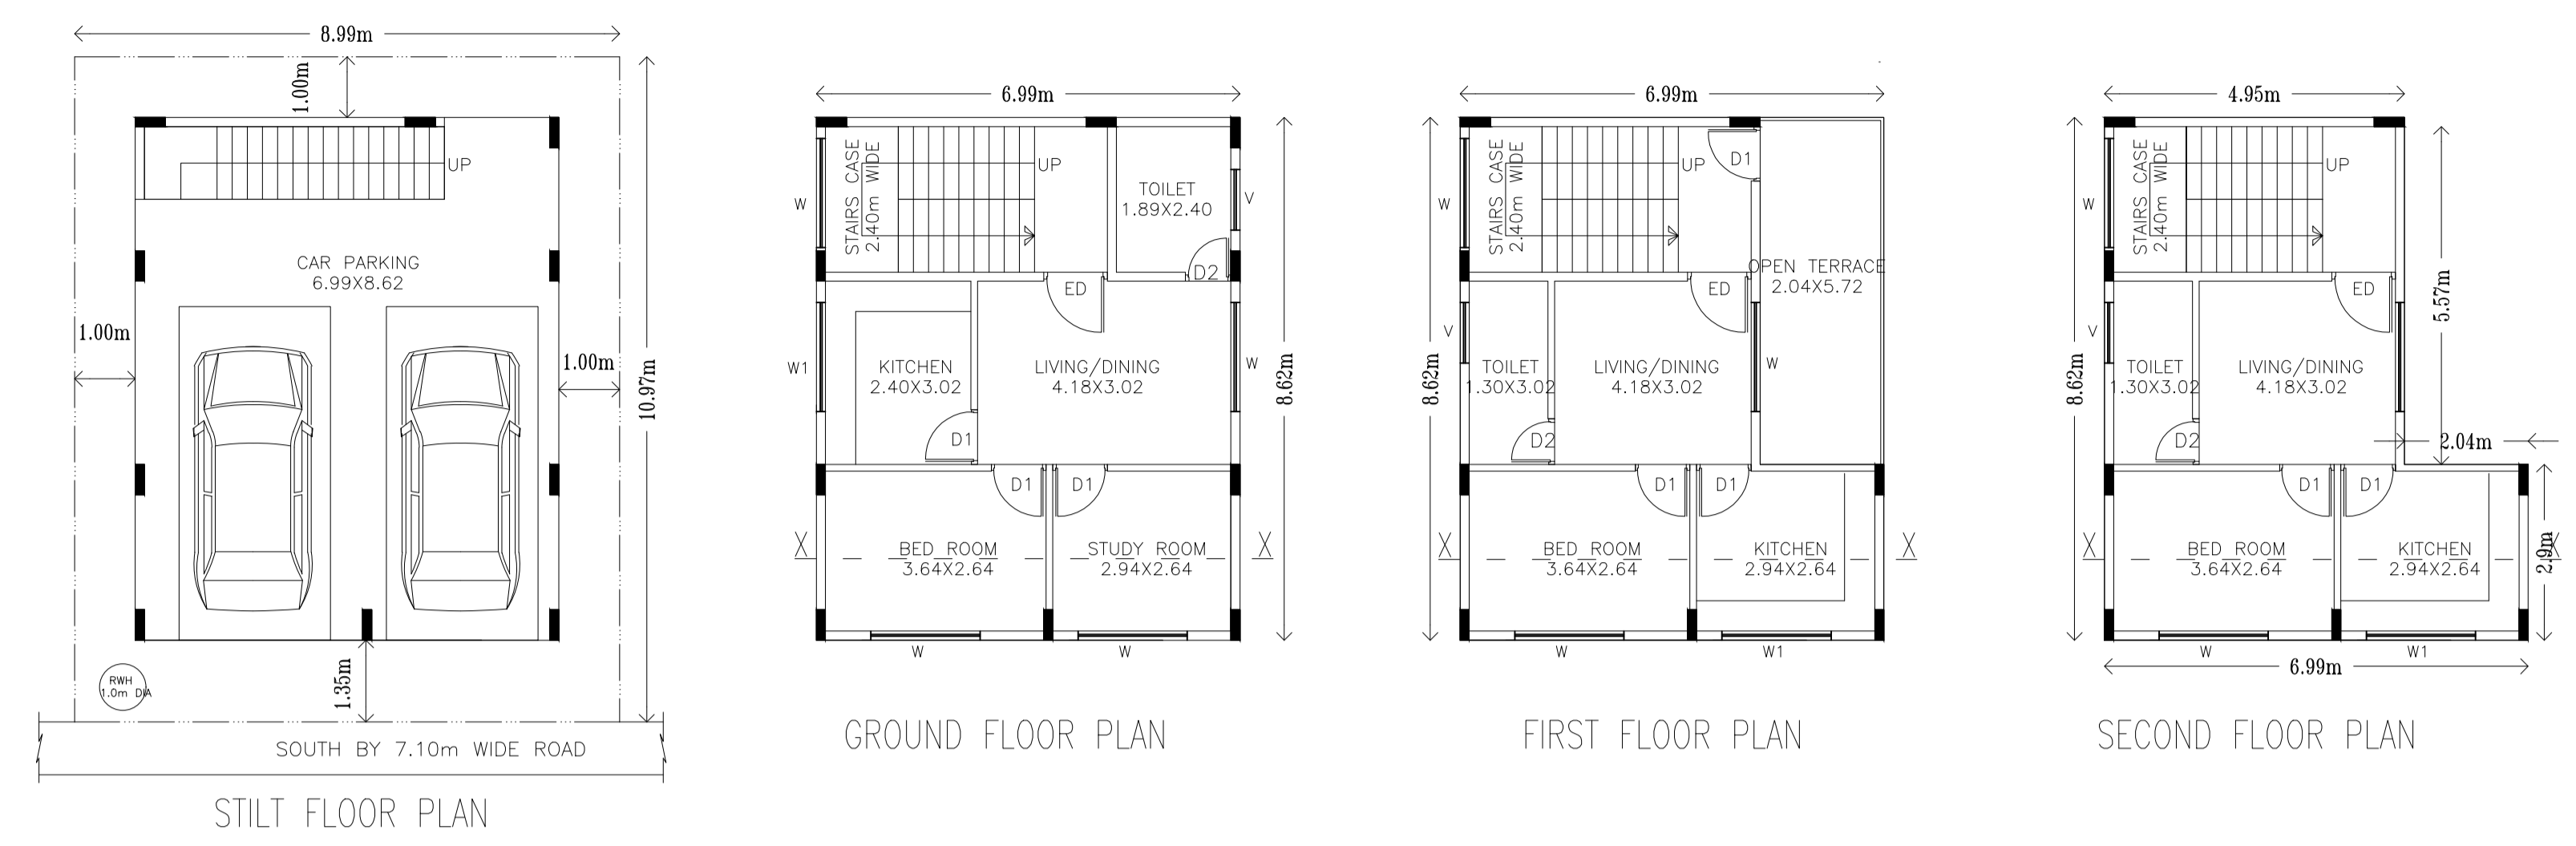 8.99m
1.00m
UP
CAR PARKING
6.99X8.62
1.00m
1.00m
10.97m
1.35m
RWH
1.0m DIA
SOUTH BY 7.10m WIDE ROAD
STILT FLOOR PLAN
6.99m
STAIRS CASE
2.40m WIDE
UP
TOILET
1.89X2.40
W
V
D2
ED
W1
KITCHEN
2.40X3.02
LIVING/DINING
4.18X3.02
W
8.62m
D1
D1
D1
X
BED ROOM
3.64X2.64
STUDY ROOM
2.94X2.64
X
W
W
GROUND FLOOR PLAN
6.99m
STAIRS CASE
2.40m WIDE
UP
D1
W
OPEN TERRACE
2.04X5.72
ED
V
8.62m
TOILET
1.30X3.02
LIVING/DINING
4.18X3.02
W
D2
D1
D1
X
BED ROOM
3.64X2.64
KITCHEN
2.94X2.64
X
W
W1
FIRST FLOOR PLAN
4.95m
STAIRS CASE
2.40m WIDE
UP
W
ED
5.57m
V
8.62m
TOILET
1.30X3.02
LIVING/DINING
4.18X3.02
D2
2.04m
D1
D1
X
BED ROOM
3.64X2.64
KITCHEN
2.94X2.64
X
2.9m
W
W1
6.99m
SECOND FLOOR PLAN